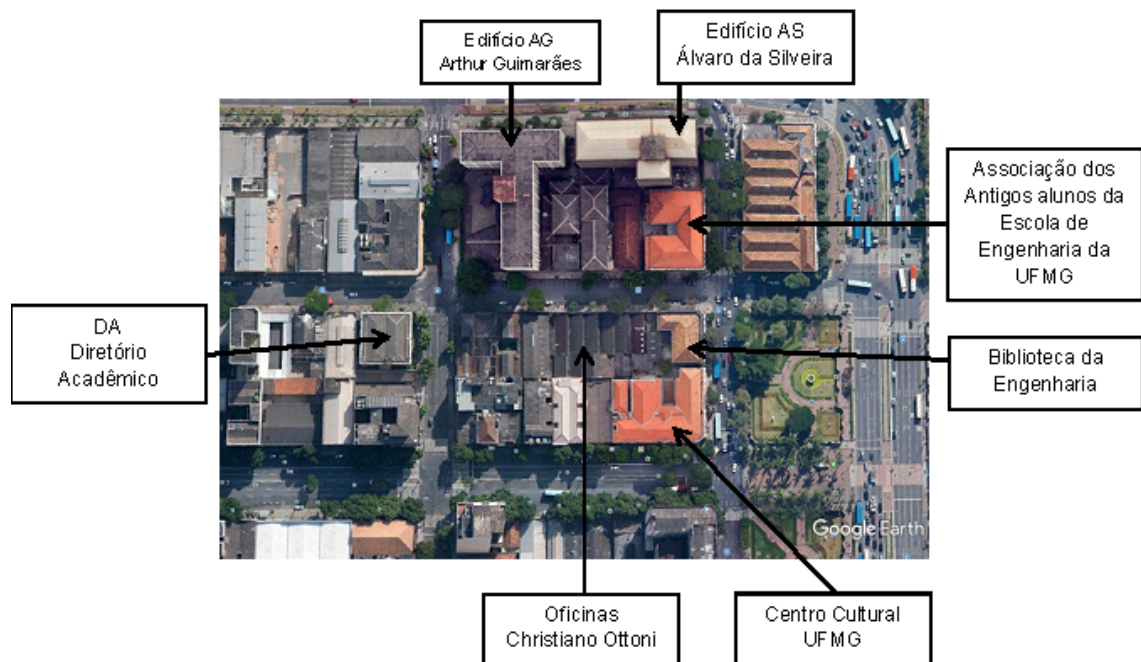 Edifício AG
Arthur Guimarães
Edifício AS
Álvaro da Silveira
Associação dos
Antigos alunos da
Escola de
Engenharia da
UFMG
DA
Diretório
Acadêmico
Biblioteca da
Engenharia
Google Earth
Oficinas
Christiano Ottoni
Centro Cultural
UFMG